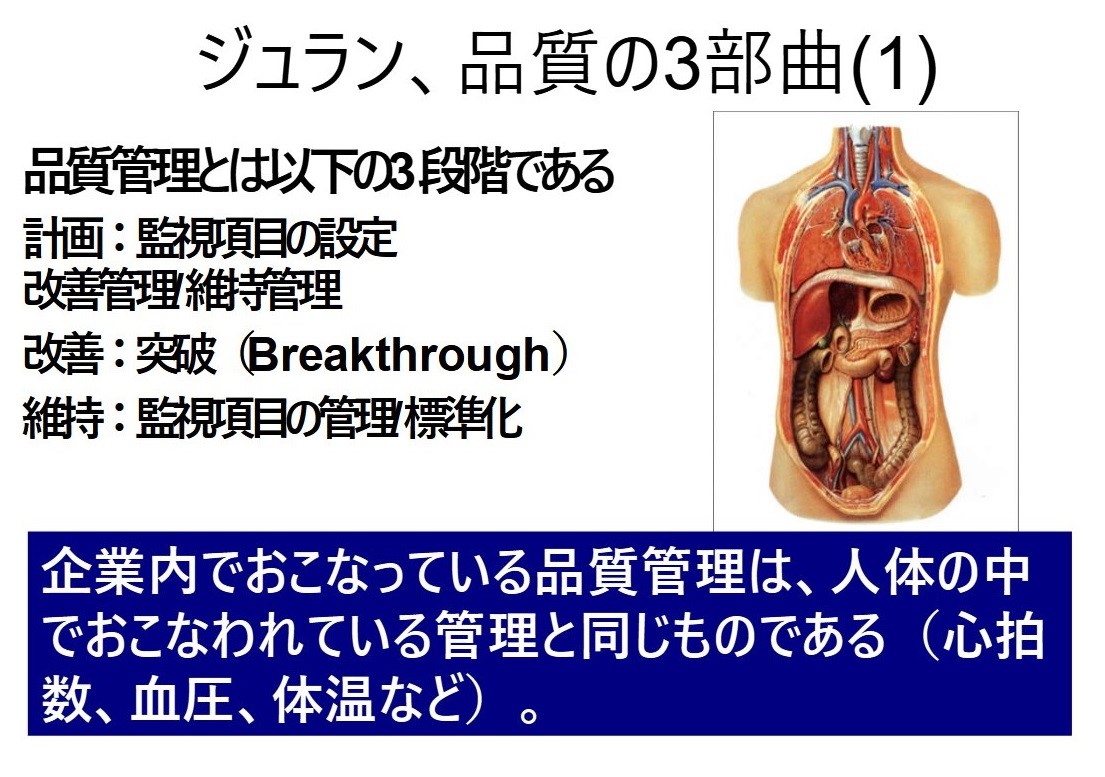 ジュラン、品質の3部曲(1)
品質管理とは以下の3段階である
計画：監視項目の設定
改善管理/維持管理
改善：突破（Breakthrough）
維持：監視項目の管理/標準化
企業内でおこなっている品質管理は、人体の中
でおこなわれている管理と同じものである（心拍
数、血圧、体温など）。